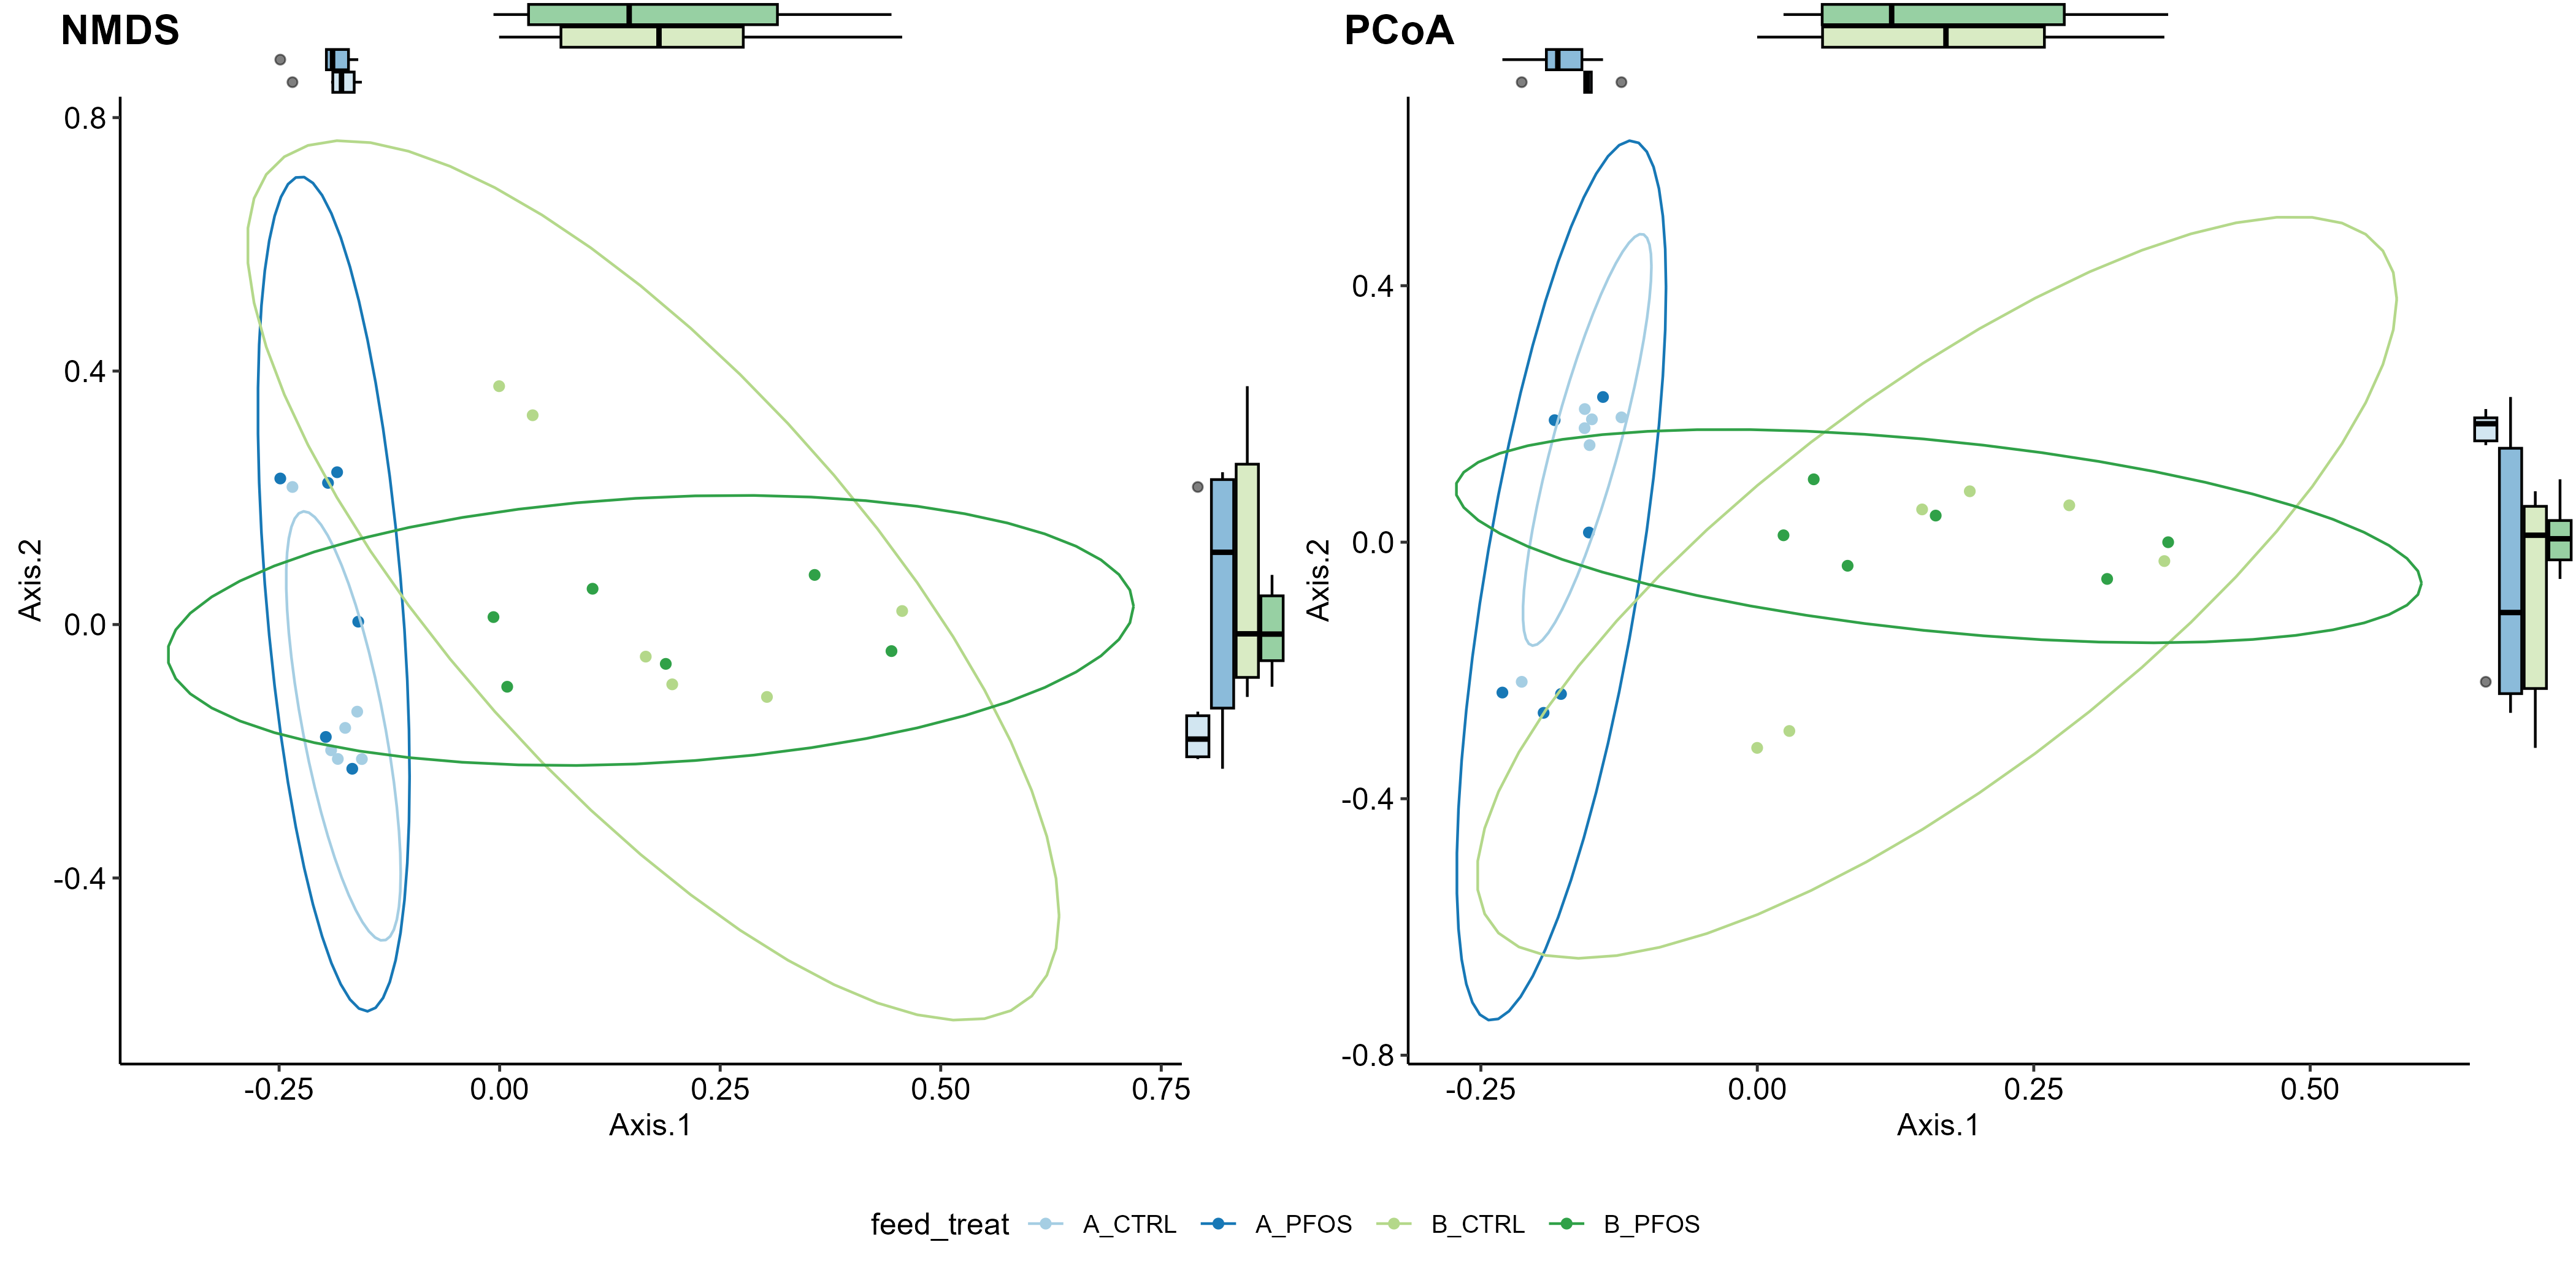 NMDS
PCoA
0.8
0.4
0.0
-0.4
Axis.2
-0.25 0.00 0.25 0.50 0.75
Axis.1
0.4
0.0
-0.4
-0.8
Axis.2
-0.25 0.00 0.25 0.50
Axis.1
feed_treat A_CTRL A_PFOS B_CTRL B_PFOS